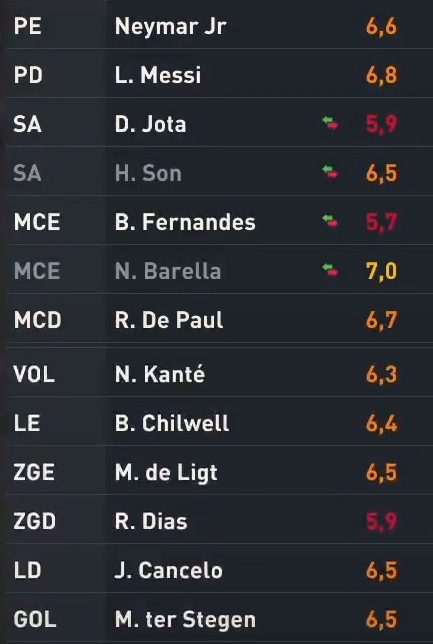 PE Neymar Jr 6,6
PD L. Messi 6,8
SA D. Jota 5,9
SA H. Son 6,5
MCE B. Fernandes 5,7
MCE N. Barella 7,0
MCD R. De Paul 6,7
VOL N. Kanté 6,3
LE B. Chilwell 6,4
ZGE M. de Ligt 6,5
ZGD R. Dias 5,9
LD J. Cancelo 6,5
GOL M. ter Stegen 6,5